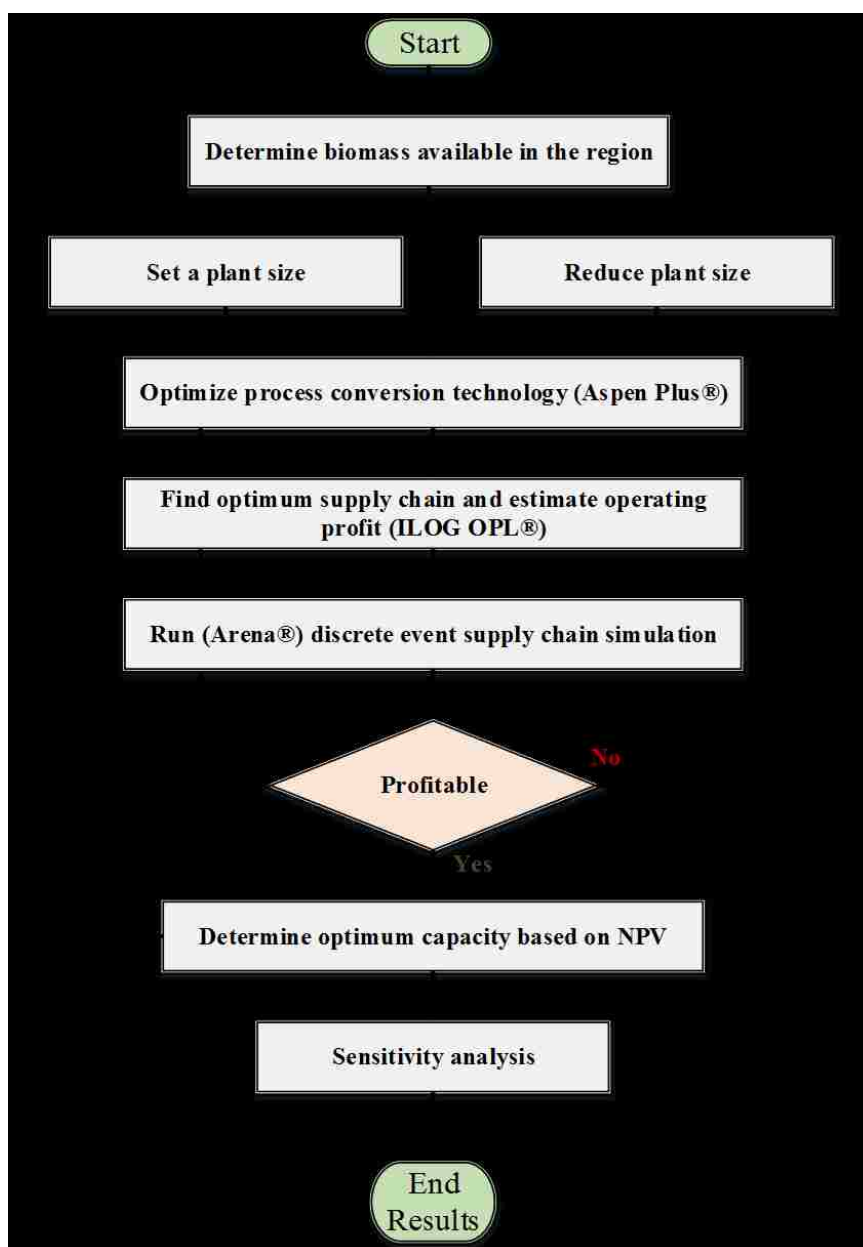 Start
Determine biomass available in the region
Set a plant size
Reduce plant size
Optimize process conversion technology (Aspen Plus®)
Find optimum supply chain and estimate operating
profit (ILOG OPL®)
Run (Arena®) discrete event supply chain simulation
No
Profitable
Yes
Determine optimum capacity based on NPV
Sensitivity analysis
End
Results